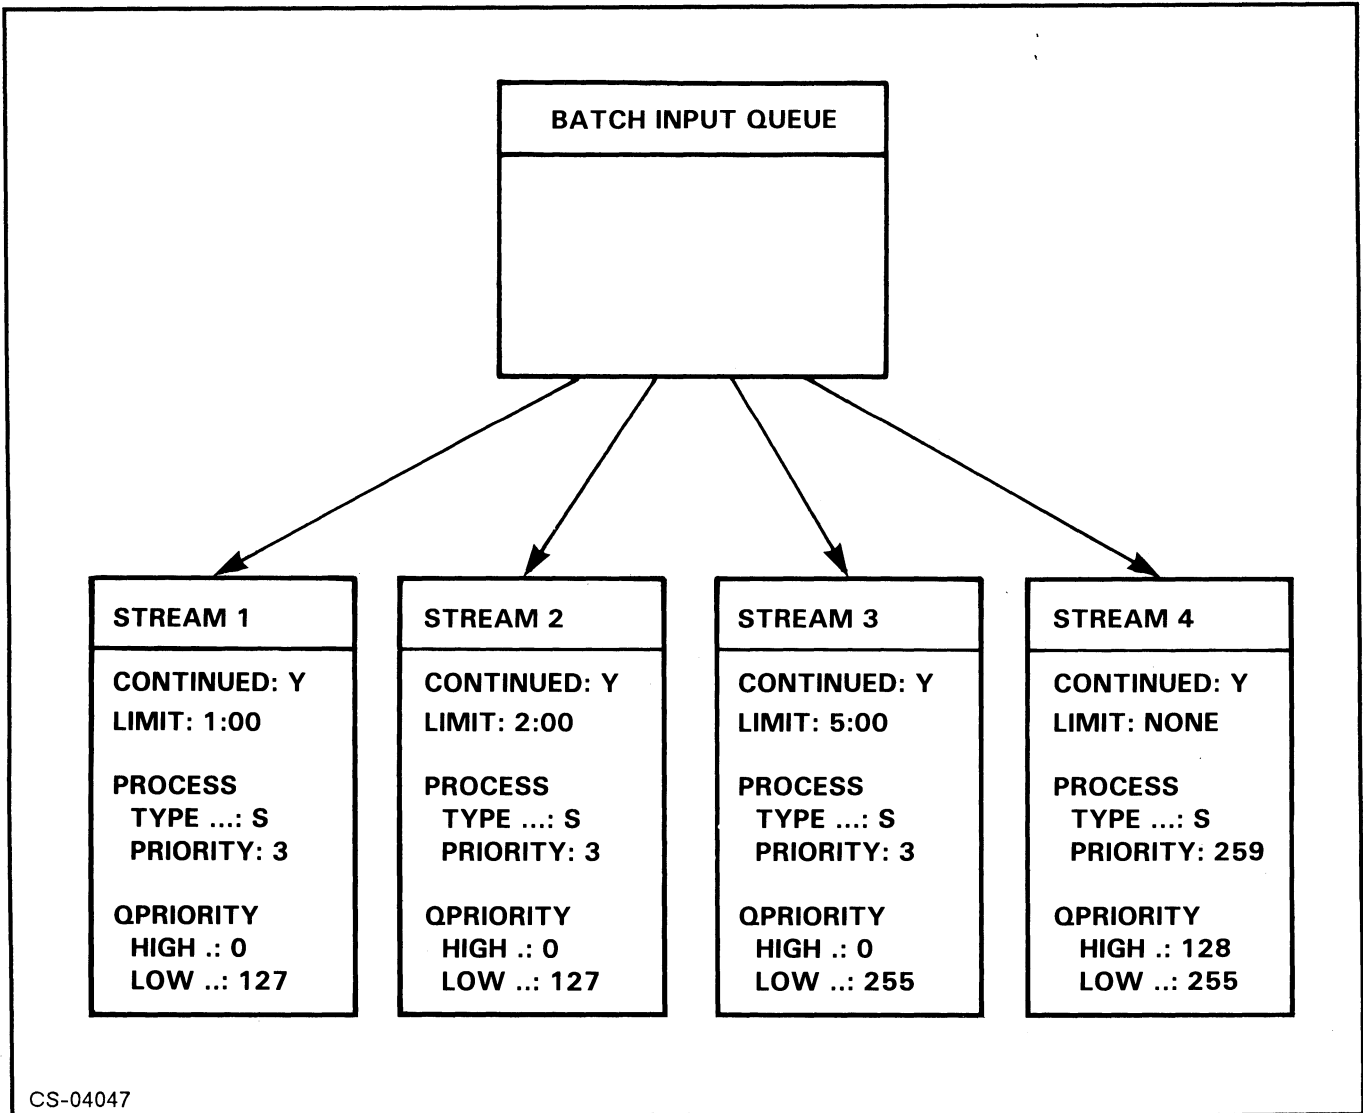 BATCH INPUT QUEUE
STREAM 1
CONTINUED: Y
LIMIT: 1:00
PROCESS
TYPE ...: S
PRIORITY: 3
QPRIORITY
HIGH .: 0
LOW ..: 127
STREAM 2
CONTINUED: Y
LIMIT: 2:00
PROCESS
TYPE ...: S
PRIORITY: 3
QPRIORITY
HIGH .: 0
LOW ..: 127
STREAM 3
CONTINUED: Y
LIMIT: 5:00
PROCESS
TYPE ...: S
PRIORITY: 3
QPRIORITY
HIGH .: 0
LOW ..: 255
STREAM 4
CONTINUED: Y
LIMIT: NONE
PROCESS
TYPE ...: S
PRIORITY: 259
QPRIORITY
HIGH .: 128
LOW ..: 255
CS-04047